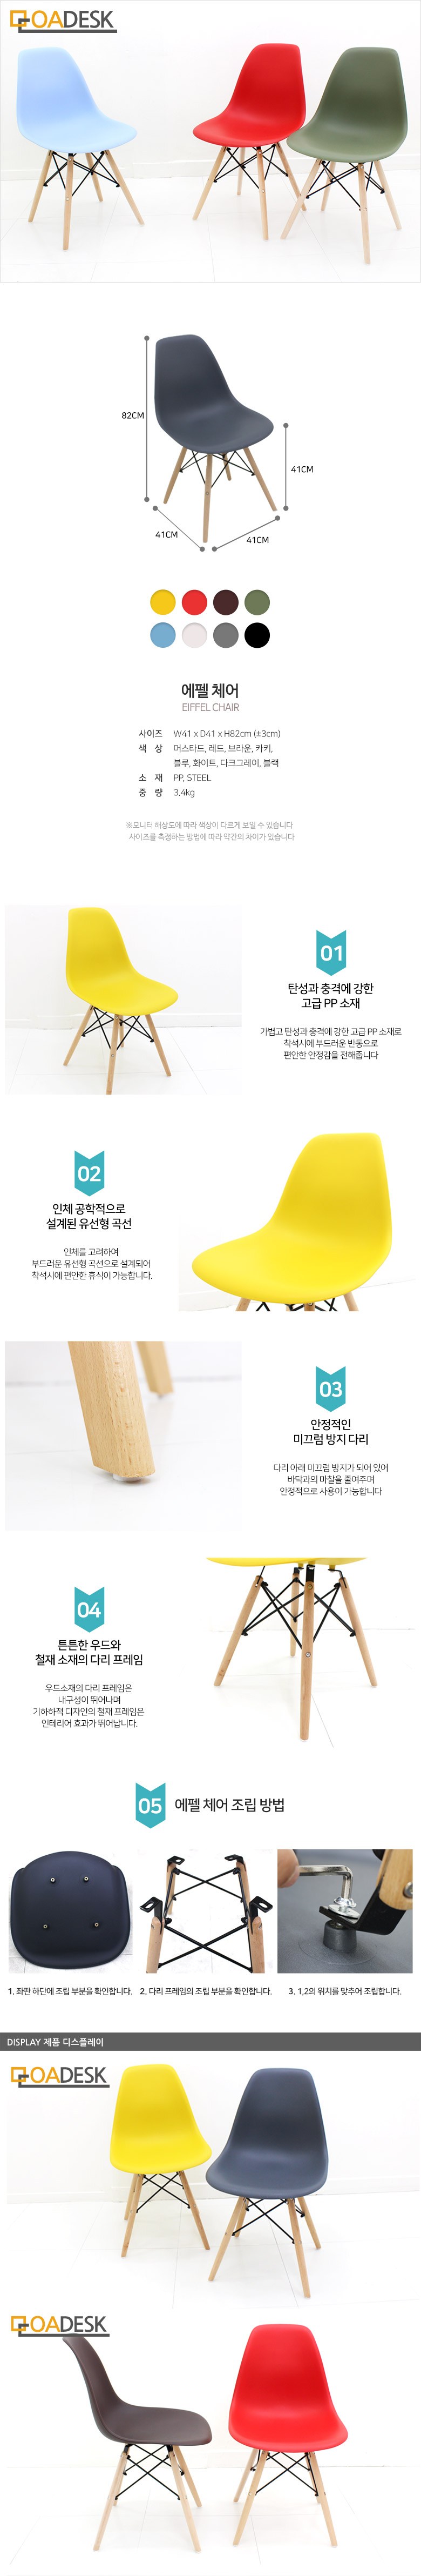 OADESK
82CM
41CM
41CM
41CM
에펠 체어
EIFFEL CHAIR
사이즈 W41 x D41 x H82cm (±3cm)
색 상 머스타드, 레드, 브라운, 카키,
블루, 화이트, 다크그레이, 블랙
소 재 PP, STEEL
중 량 3.4kg
※모니터 해상도에 따라 색상이 다르게 보일 수 있습니다
사이즈를 측정하는 방법에 따라 약간의 차이가 있습니다
01
탄성과 충격에 강한
고급 PP 소재
가볍고 탄성과 충격에 강한 고급 PP 소재로
착석시에 부드러운 반동으로
편안한 안정감을 전해줍니다
02
인체 공학적으로
설계된 유선형 곡선
인체를 고려하여
부드러운 유선형 곡선으로 설계되어
착석시에 편안한 휴식이 가능합니다.
03
안정적인
미끄럼 방지 다리
다리 아래 미끄럼 방지가 되어 있어
바닥과의 마찰을 줄여주며
안정적으로 사용이 가능합니다
04
튼튼한 우드와
철재 소재의 다리 프레임
우드소재의 다리 프레임은
내구성이 뛰어나며
기하하적 디자인의 철재 프레임은
인테리어 효과가 뛰어납니다.
05 에펠 체어 조립 방법
1. 좌판 하단에 조립 부분을 확인합니다.
2. 다리 프레임의 조립 부분을 확인합니다.
3. 1,2의 위치를 맞추어 조립합니다.
DISPLAY 제품 디스플레이
OADESK
OADESK